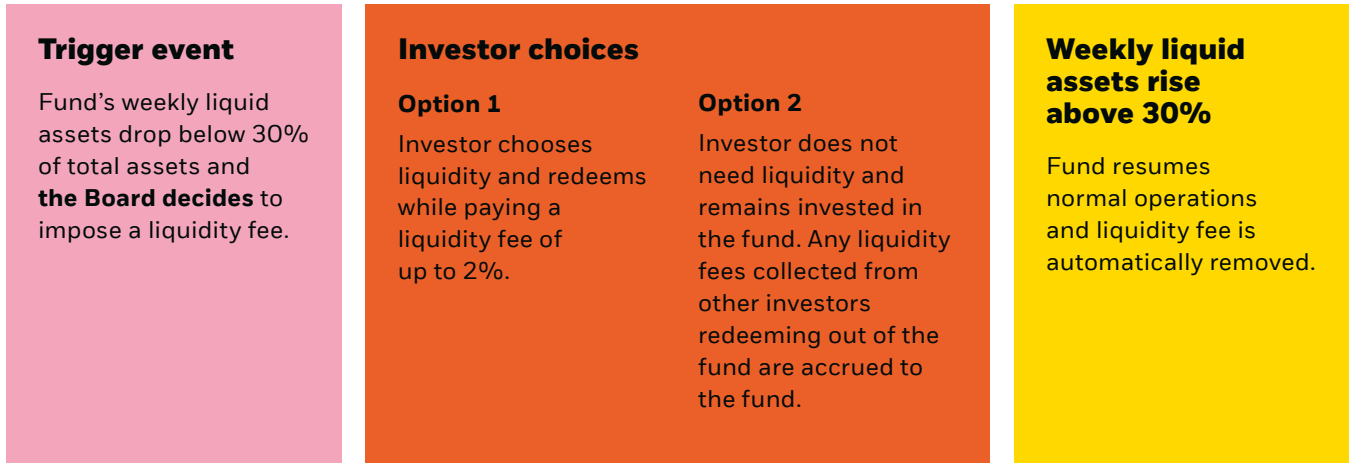 Trigger event
Fund’s weekly liquid
assets drop below 30%
of total assets and
the Board decides to
impose a liquidity fee.
Investor choices
Option 1
Investor chooses
liquidity and redeems
while paying a
liquidity fee of
up to 2%.
Option 2
Investor does not
need liquidity and
remains invested in
the fund. Any liquidity
fees collected from
other investors
redeeming out of the
fund are accrued to
the fund.
Weekly liquid
assets rise
above 30%
Fund resumes
normal operations
and liquidity fee is
automatically removed.